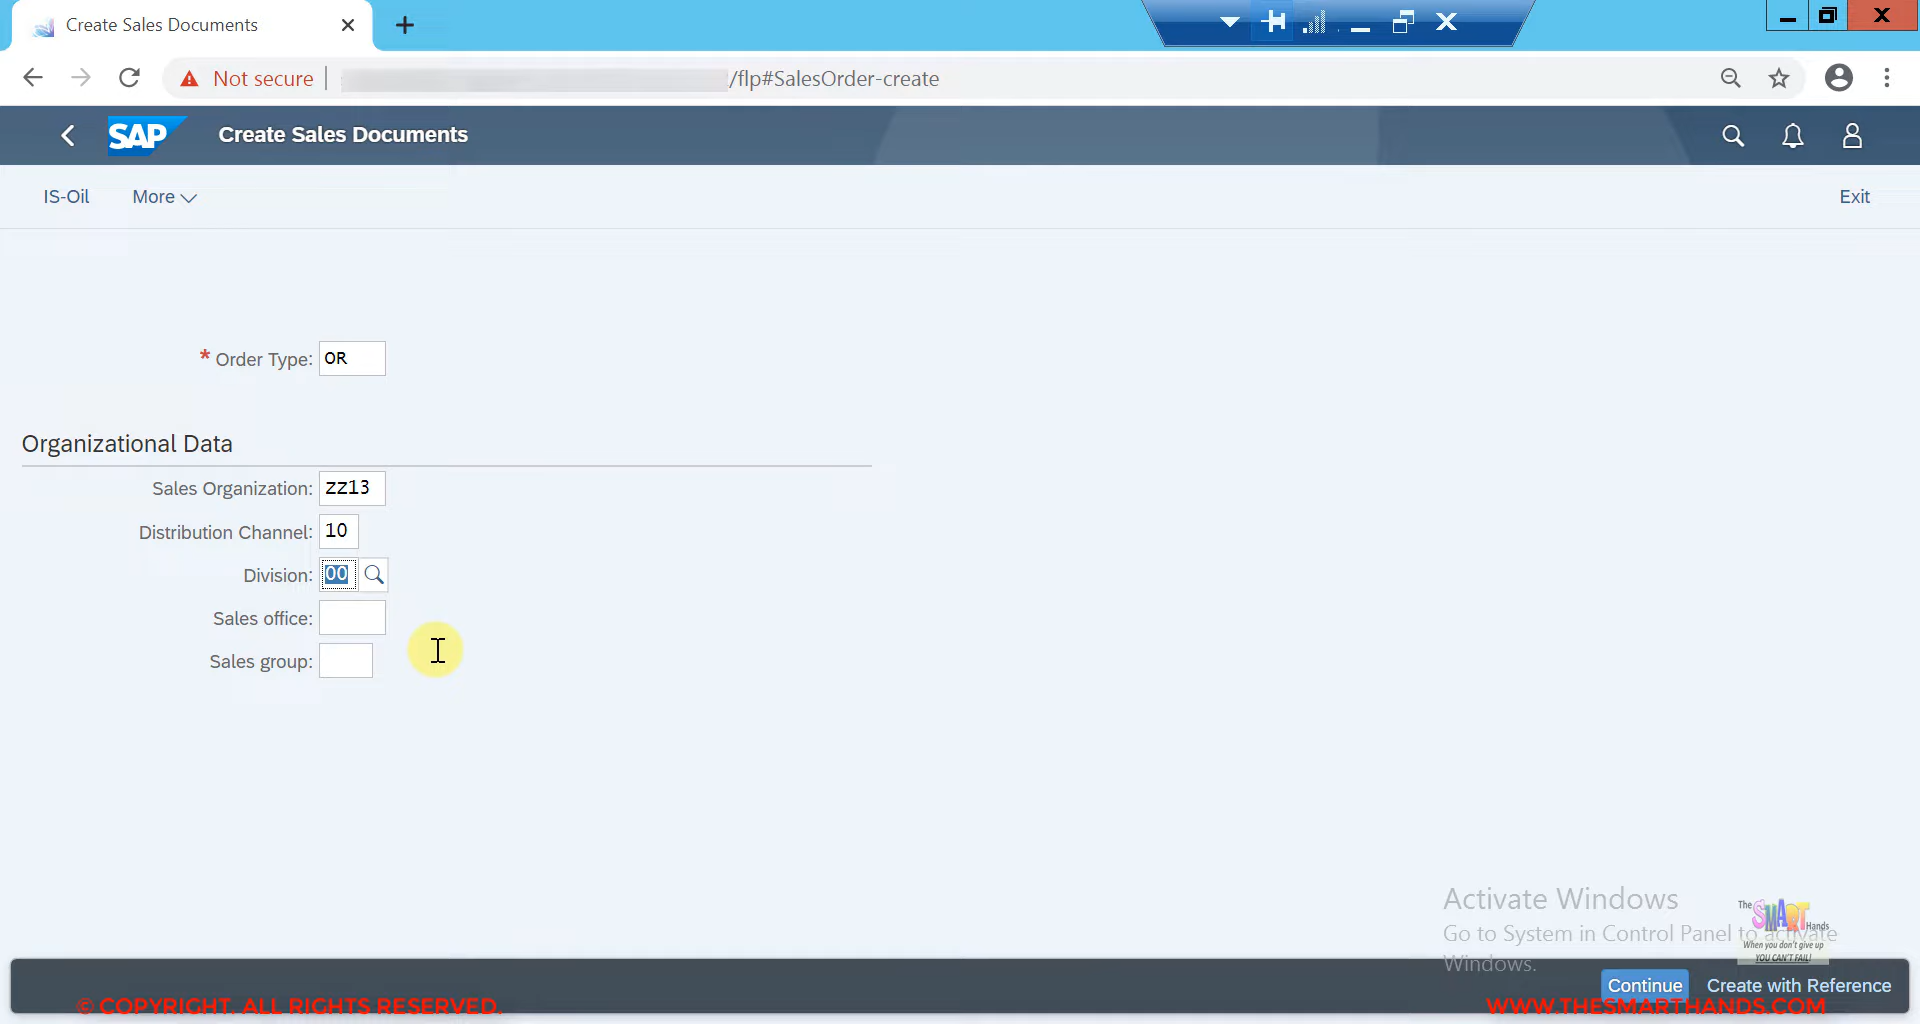 Create Sales Documents
Not secure /flp#SalesOrder-create
SAP Create Sales Documents
IS-Oil More Exit
* Order Type: OR
Organizational Data
Sales Organization: zz13
Distribution Channel: 10
Division: 00
Sales office:
Sales group:
Activate Windows
Go to System in Control Panel to activate
Windows.
The SMART Hands
When you don't give up
YOU CAN'T FAIL!
Continue Create with Reference
© COPYRIGHT. ALL RIGHTS RESERVED.
WWW.THESMARTHANDS.COM